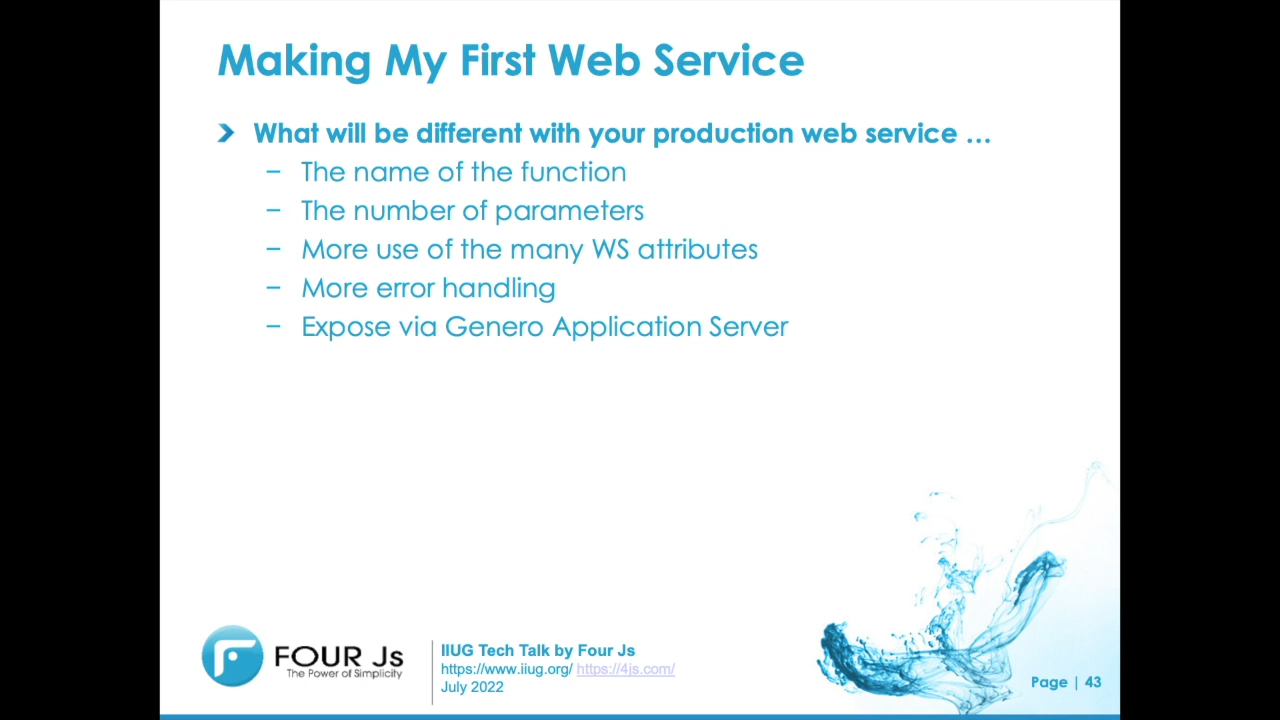 Making My First Web Service
What will be different with your production web service ...
– The name of the function
– The number of parameters
– More use of the many WS attributes
– More error handling
– Expose via Genero Application Server
FOUR Js
The Power of Simplicity
IIUG Tech Talk by Four Js
https://www.iiug.org/ https://4js.com/
July 2022
Page | 43